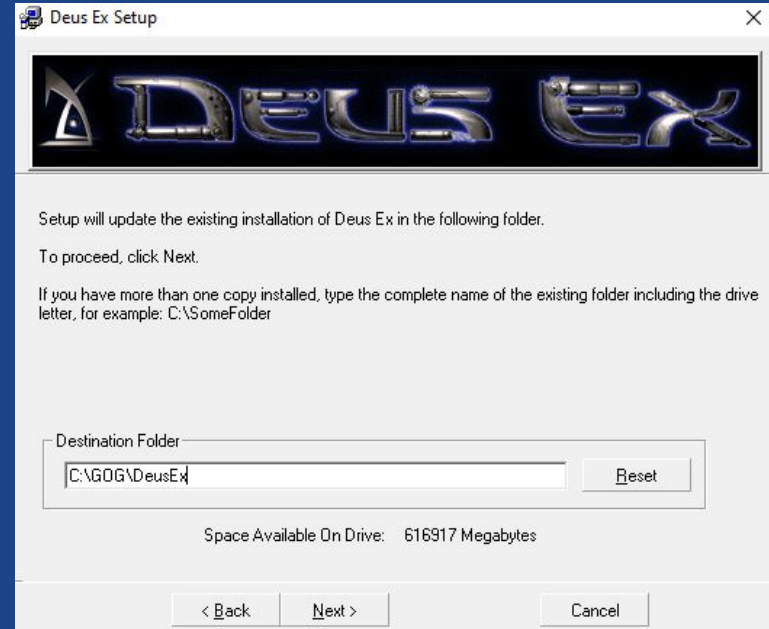 Deus Ex Setup
DEUS EX
Setup will update the existing installation of Deus Ex in the following folder.
To proceed, click Next.
If you have more than one copy installed, type the complete name of the existing folder including the drive
letter, for example: C:\SomeFolder
Destination Folder
C:\GOG\DeusEx
Reset
Space Available On Drive: 616917 Megabytes
< Back
Next >
Cancel